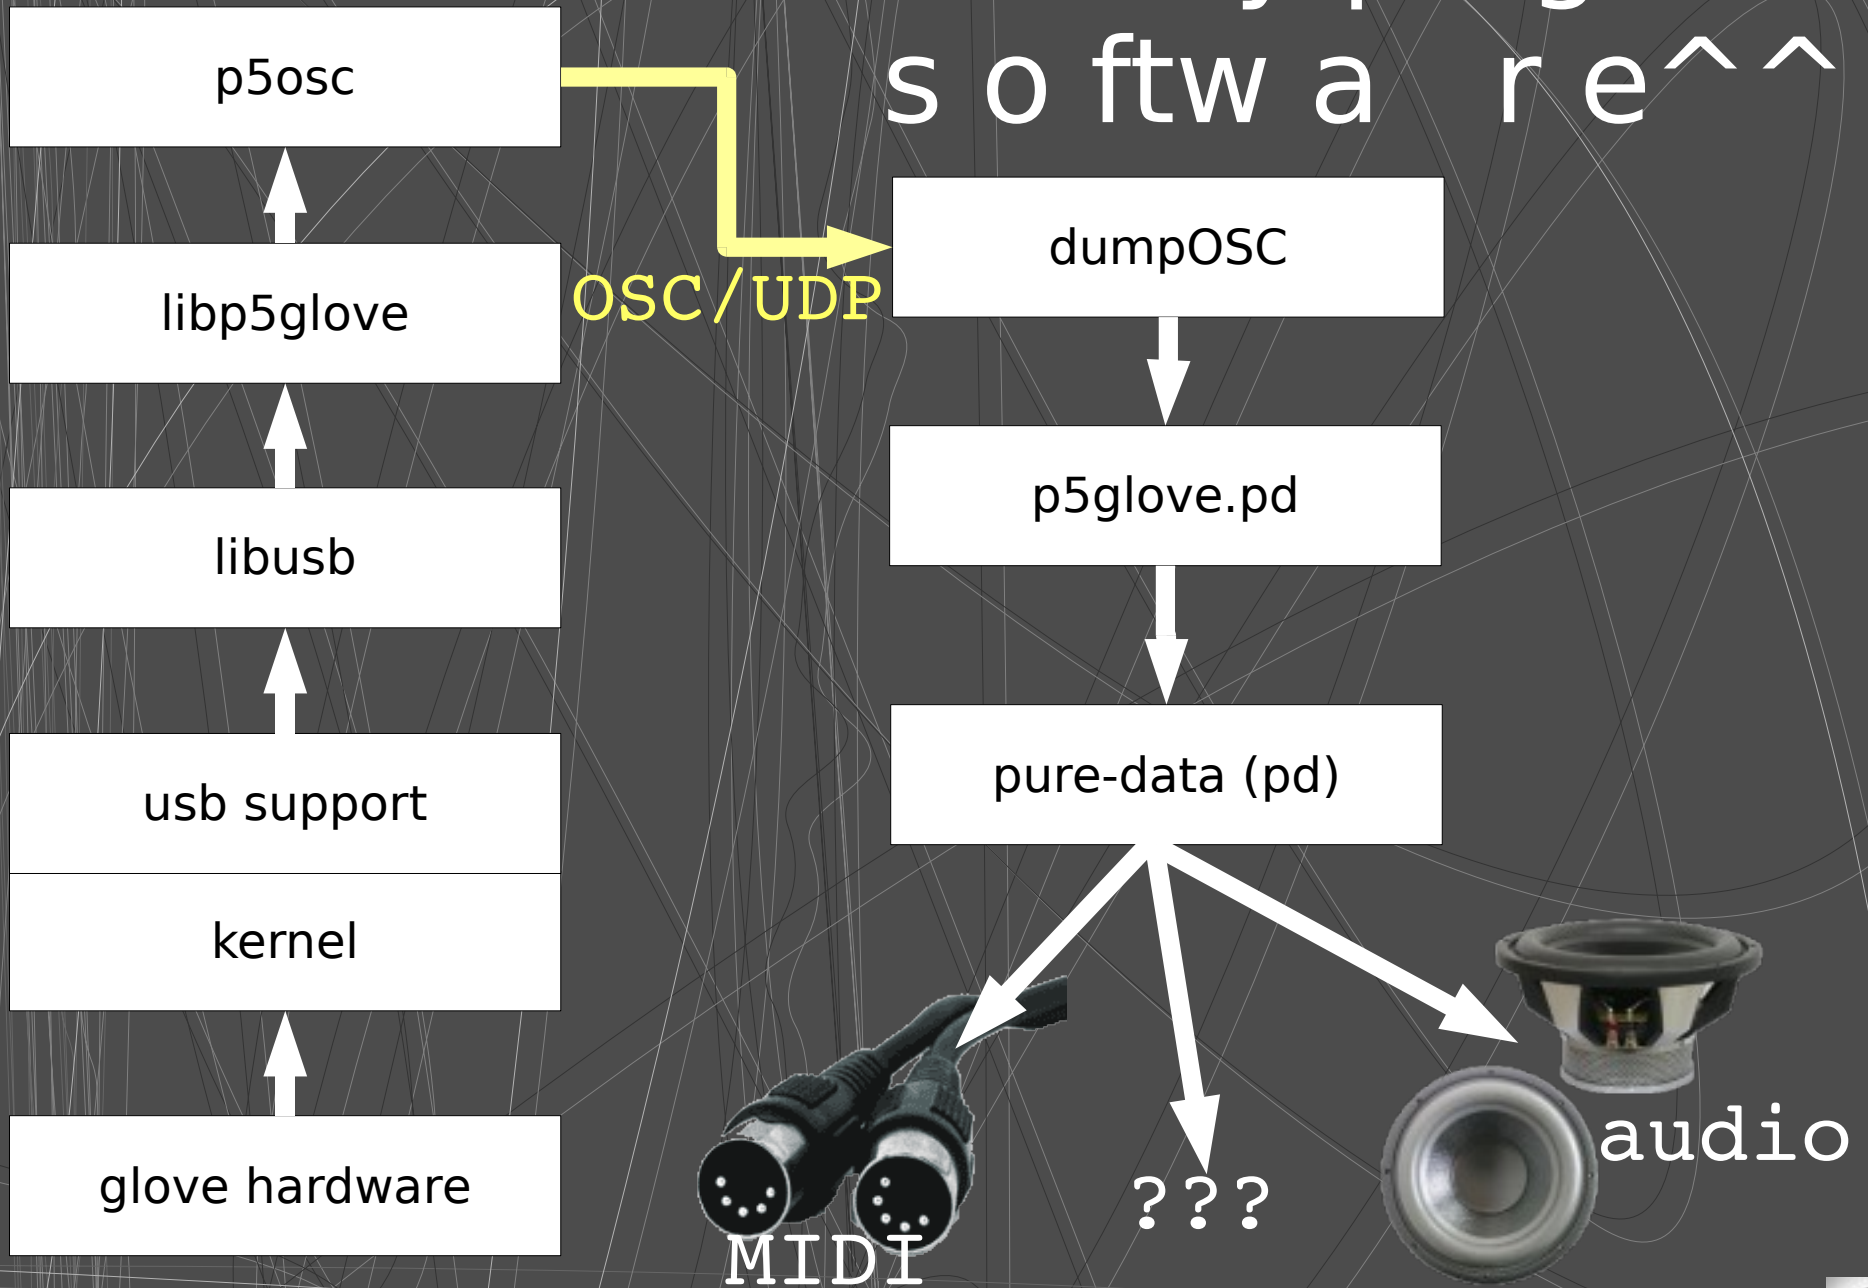 s o ftw a r e^^
p5osc
OSC/UDP
libp5glove
libusb
usb support
kernel
glove hardware
dumpOSC
p5glove.pd
pure-data (pd)
MIDI
???
audio